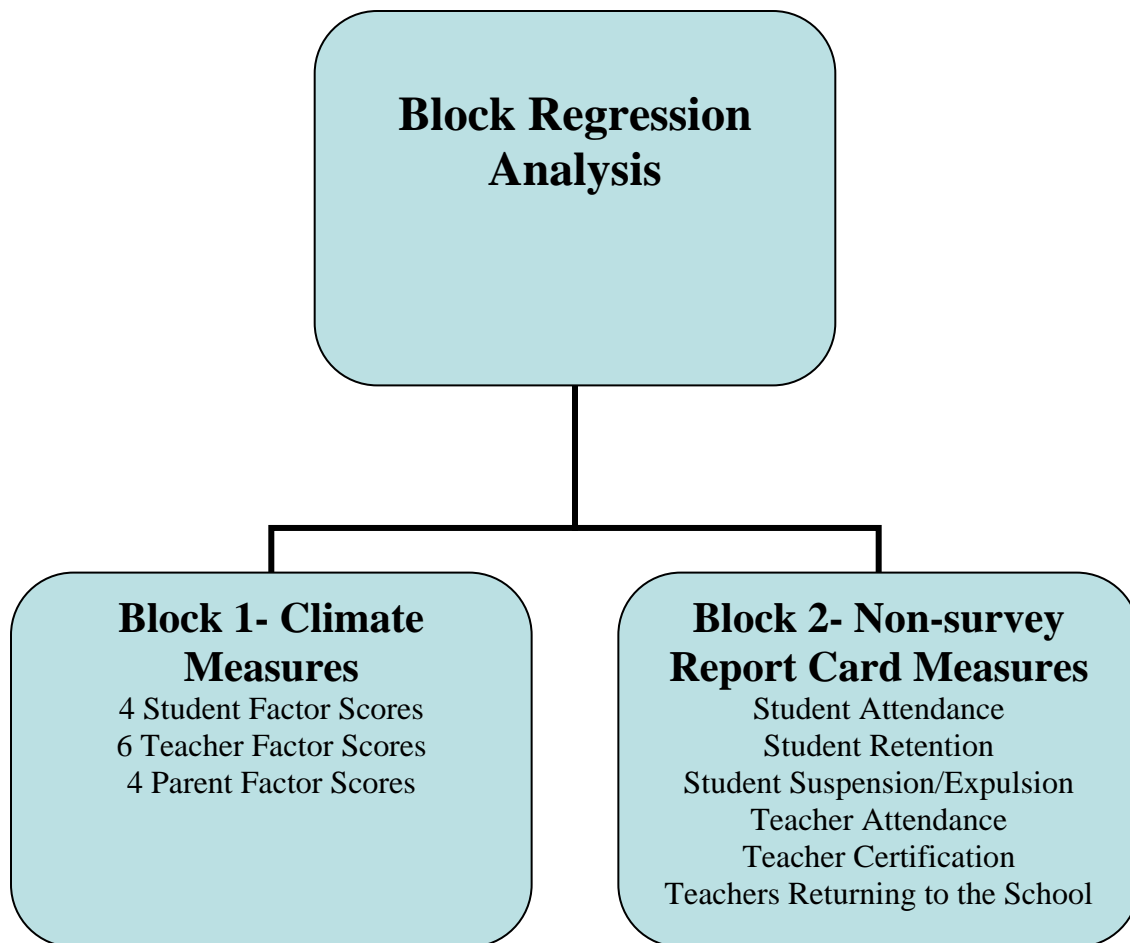 Block Regression
Analysis
Block 1- Climate
Measures
4 Student Factor Scores
6 Teacher Factor Scores
4 Parent Factor Scores
Block 2- Non-survey
Report Card Measures
Student Attendance
Student Retention
Student Suspension/Expulsion
Teacher Attendance
Teacher Certification
Teachers Returning to the School